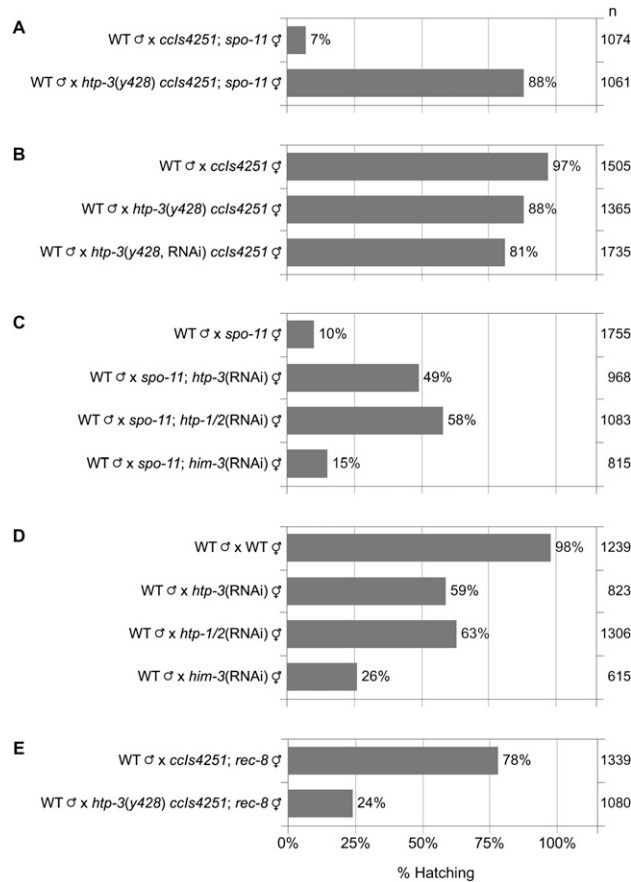 n
A
WT ♂ x ccIs4251; spo-11 ⚥ 7% 1074
WT ♂ x htp-3(y428) ccIs4251; spo-11 ⚥ 88% 1061
B
WT ♂ x ccIs4251 ⚥ 97% 1505
WT ♂ x htp-3(y428) ccIs4251 ⚥ 88% 1365
WT ♂ x htp-3(y428, RNAi) ccIs4251 ⚥ 81% 1735
C
WT ♂ x spo-11 ⚥ 10% 1755
WT ♂ x spo-11; htp-3(RNAi) ⚥ 49% 968
WT ♂ x spo-11; htp-1/2(RNAi) ⚥ 58% 1083
WT ♂ x spo-11; him-3(RNAi) ⚥ 15% 815
D
WT ♂ x WT ⚥ 98% 1239
WT ♂ x htp-3(RNAi) ⚥ 59% 823
WT ♂ x htp-1/2(RNAi) ⚥ 63% 1306
WT ♂ x him-3(RNAi) ⚥ 26% 615
E
WT ♂ x ccIs4251; rec-8 ⚥ 78% 1339
WT ♂ x htp-3(y428) ccIs4251; rec-8 ⚥ 24% 1080
0% 25% 50% 75% 100%
% Hatching